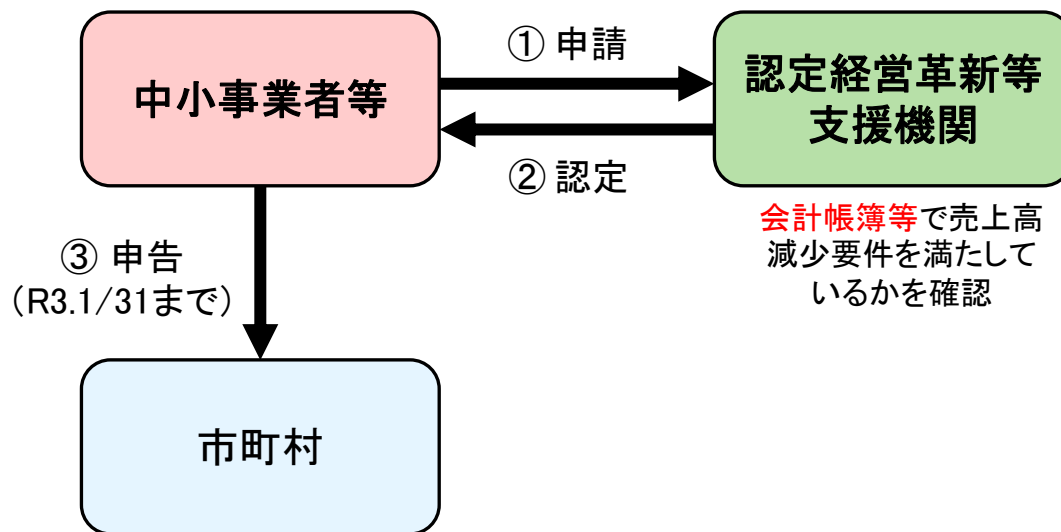 中小事業者等
① 申請
② 認定
認定経営革新等
支援機関
会計帳簿等で売上高
減少要件を満たして
いるかを確認
③ 申告
（R3.1/31まで）
市町村